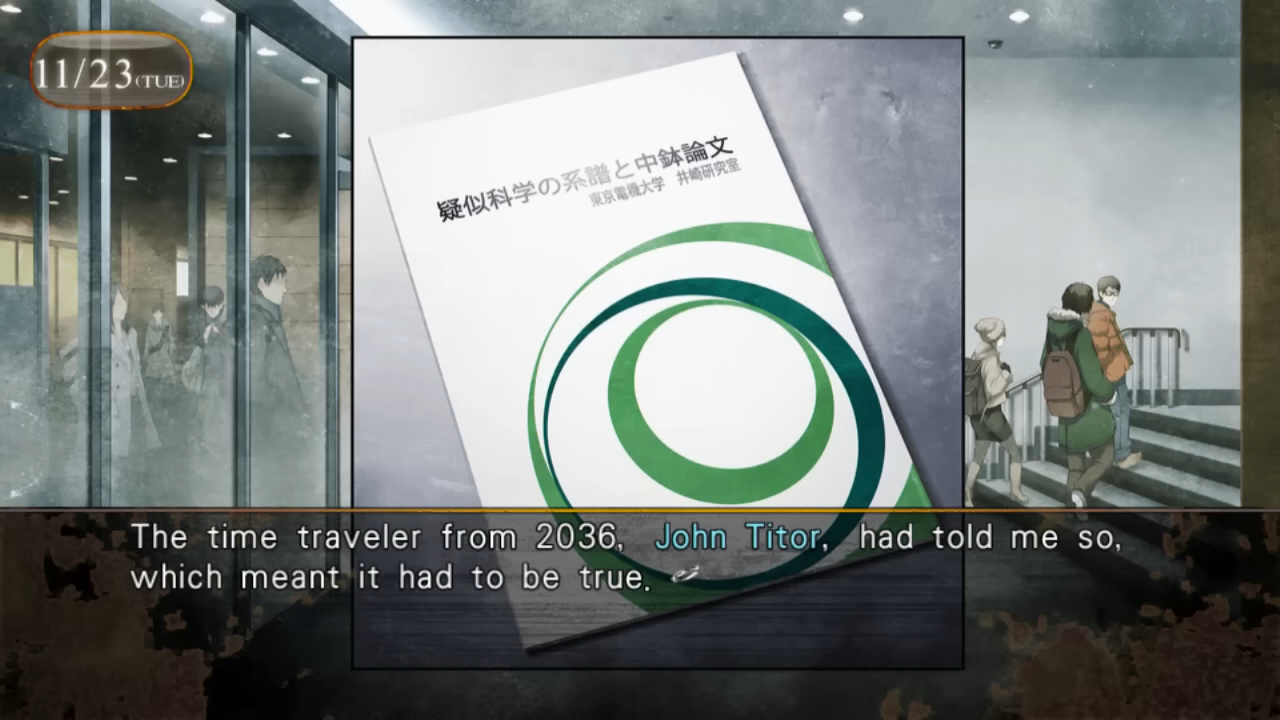 11/23(TUE)
疑似科学の系譜と中鉢論文
東京電機大学 井崎研究室
The time traveler from 2036, John Titor, had told me so,
which meant it had to be true.